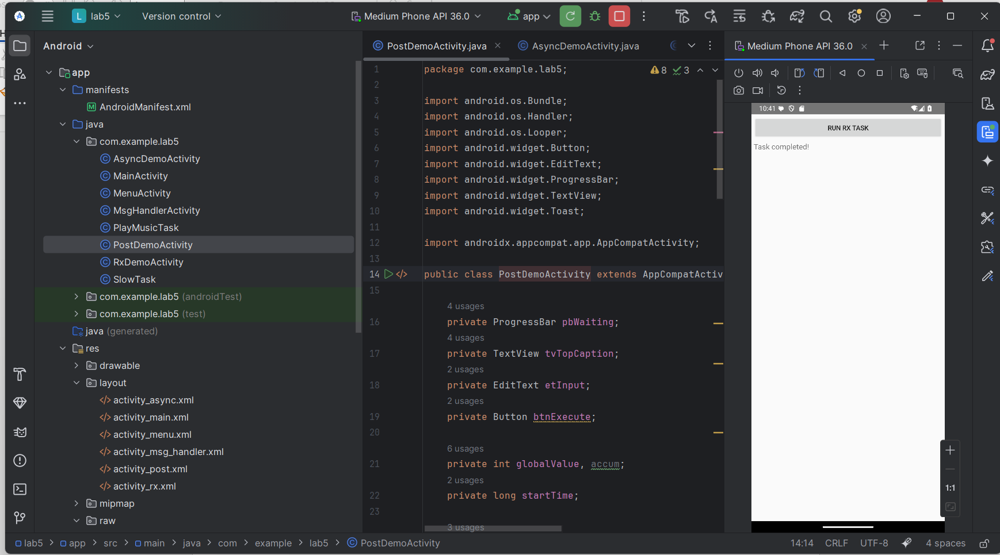 L lab5
Version control
Medium Phone API 36.0
app
Android
app
manifests
M AndroidManifest.xml
java
com.example.lab5
C AsyncDemoActivity
C MainActivity
C MenuActivity
C MsgHandlerActivity
C PlayMusicTask
C PostDemoActivity
C RxDemoActivity
C SlowTask
com.example.lab5 (androidTest)
com.example.lab5 (test)
java (generated)
res
drawable
layout
</> activity_async.xml
</> activity_main.xml
</> activity_menu.xml
</> activity_msg_handler.xml
</> activity_post.xml
</> activity_rx.xml
mipmap
raw
C PostDemoActivity.java
C AsyncDemoActivity.java
8 3
1 package com.example.lab5;
2
3 import android.os.Bundle;
4 import android.os.Handler;
5 import android.os.Looper;
6 import android.widget.Button;
7 import android.widget.EditText;
8 import android.widget.ProgressBar;
9 import android.widget.TextView;
10 import android.widget.Toast;
11
12 import androidx.appcompat.app.AppCompatActivity;
13
14 </> public class PostDemoActivity extends AppCompatActiv
15
4 usages
16 private ProgressBar pbWaiting;
4 usages
17 private TextView tvTopCaption;
2 usages
18 private EditText etInput;
2 usages
19 private Button btnExecute;
20
6 usages
21 private int globalValue, accum;
2 usages
22 private long startTime;
23
3 usages
Medium Phone API 36.0
10:41
RUN RX TASK
Task completed!
1:1
lab5 > app > src > main > java > com > example > lab5 > C PostDemoActivity
14:14 CRLF UTF-8 4 spaces